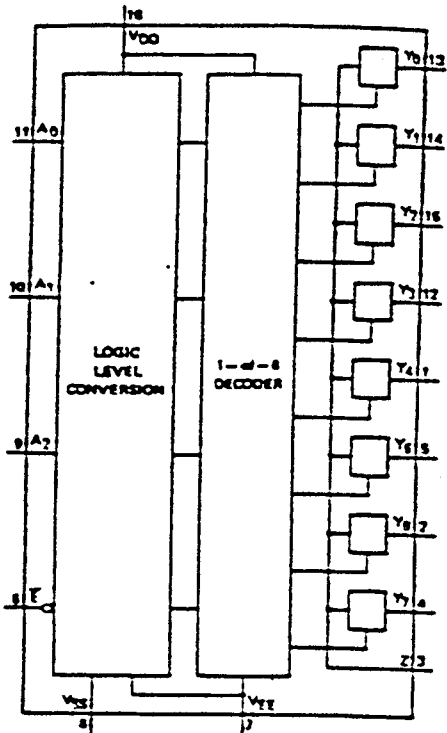 16
VDD
Y0 13
11 A0
Y1 14
Y2 15
10 A1
Y3 12
LOGIC
LEVEL
CONVERSION
1-of-8
DECODER
Y4 1
9 A2
Y5 5
Y6 2
6 E̅
Y7 4
Z 3
VSS
VEE
8
7